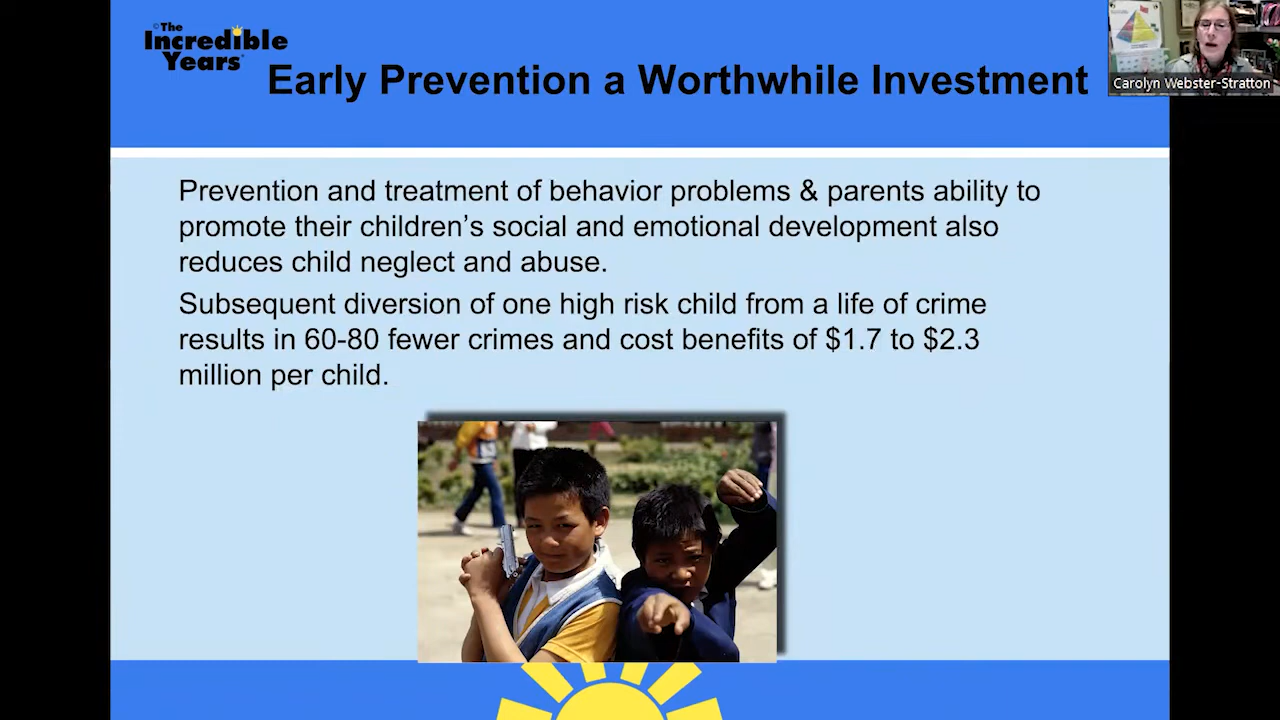 ©The
Incredible
Years®
Early Prevention a Worthwhile Investment
Carolyn Webster-Stratton
Prevention and treatment of behavior problems & parents ability to
promote their children’s social and emotional development also
reduces child neglect and abuse.
Subsequent diversion of one high risk child from a life of crime
results in 60-80 fewer crimes and cost benefits of $1.7 to $2.3
million per child.